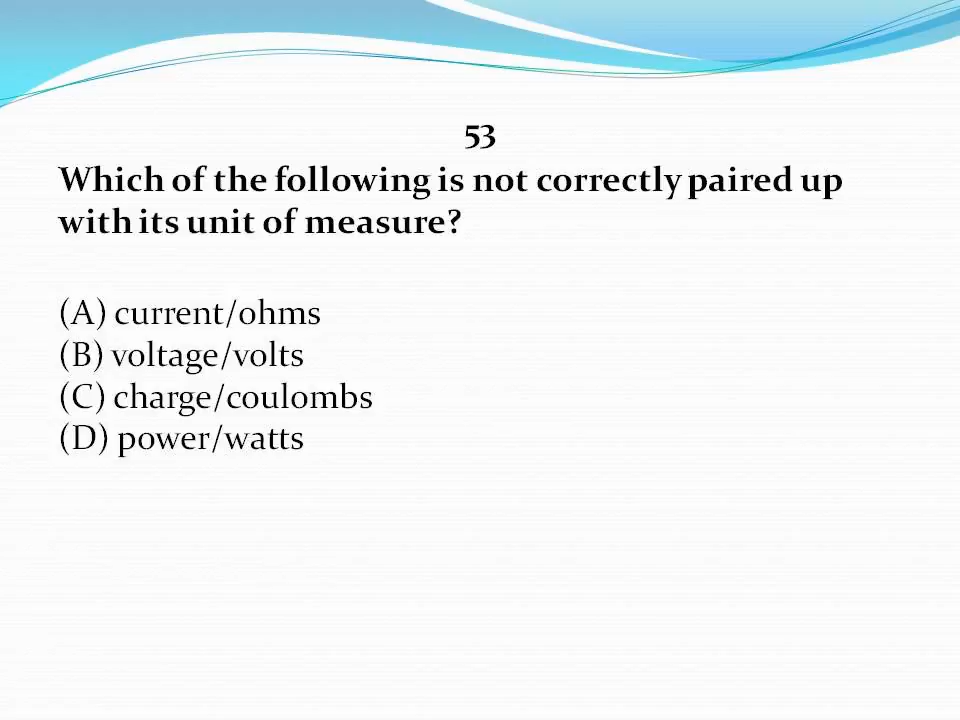 53
Which of the following is not correctly paired up
with its unit of measure?
(A) current/ohms
(B) voltage/volts
(C) charge/coulombs
(D) power/watts